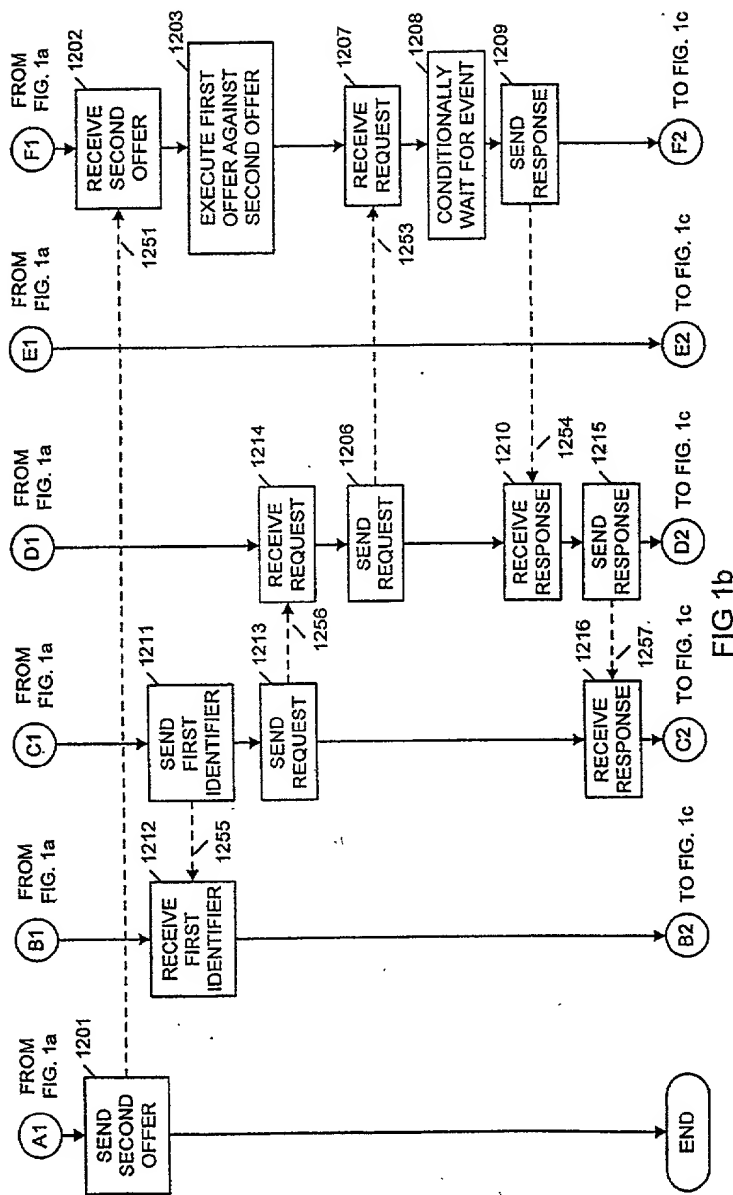 A1
FROM
FIG. 1a
1201
SEND
SECOND
OFFER
END
B1
FROM
FIG. 1a
1212
RECEIVE
FIRST
IDENTIFIER
1255
B2
TO FIG. 1c
C1
FROM
FIG. 1a
1211
SEND
FIRST
IDENTIFIER
1213
SEND
REQUEST
1256
1216
RECEIVE
RESPONSE
1257
C2
TO FIG. 1c
D1
FROM
FIG. 1a
1214
RECEIVE
REQUEST
1206
SEND
REQUEST
1210
RECEIVE
RESPONSE
1254
1215
SEND
RESPONSE
D2
TO FIG. 1c
E1
FROM
FIG. 1a
1251
1253
E2
TO FIG. 1c
F1
FROM
FIG. 1a
1202
RECEIVE
SECOND
OFFER
1203
EXECUTE FIRST
OFFER AGAINST
SECOND OFFER
1207
RECEIVE
REQUEST
1208
CONDITIONALLY
WAIT FOR EVENT
1209
SEND
RESPONSE
F2
TO FIG. 1c
FIG 1b